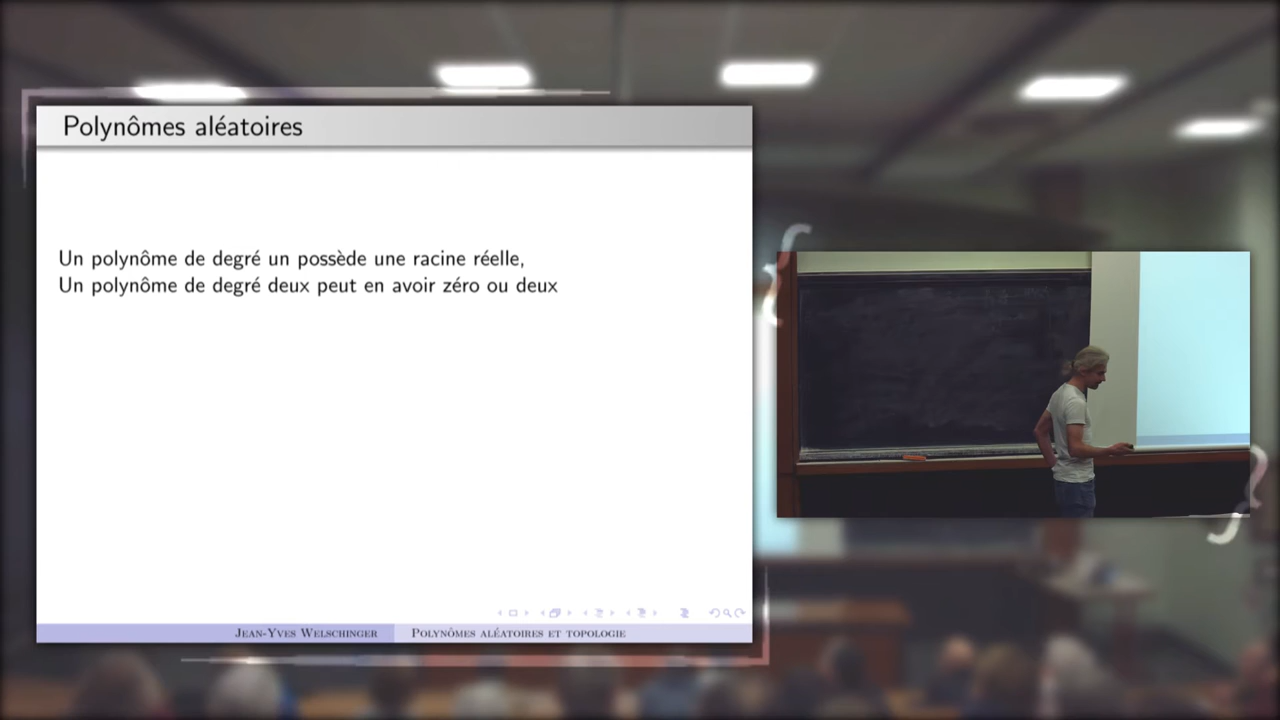 Polynômes aléatoires
Un polynôme de degré un possède une racine réelle,
Un polynôme de degré deux peut en avoir zéro ou deux
Jean-Yves Welschinger
Polynômes aléatoires et topologie